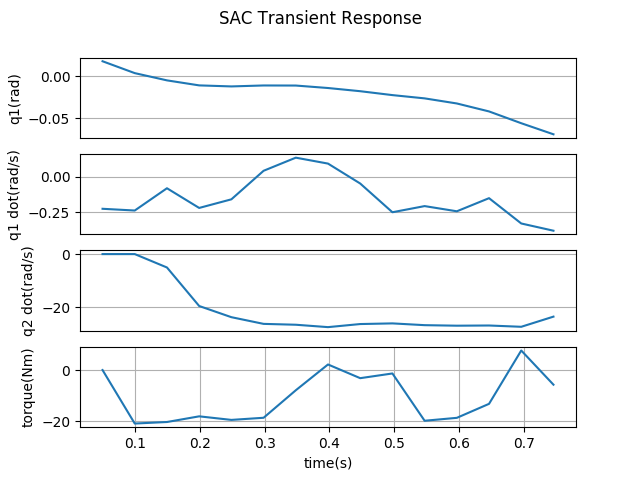 SAC Transient Response
q1(rad)
0.00
−0.05
q1 dot(rad/s)
0.00
−0.25
q2 dot(rad/s)
0
−20
torque(Nm)
0
−20
0.1 0.2 0.3 0.4 0.5 0.6 0.7
time(s)